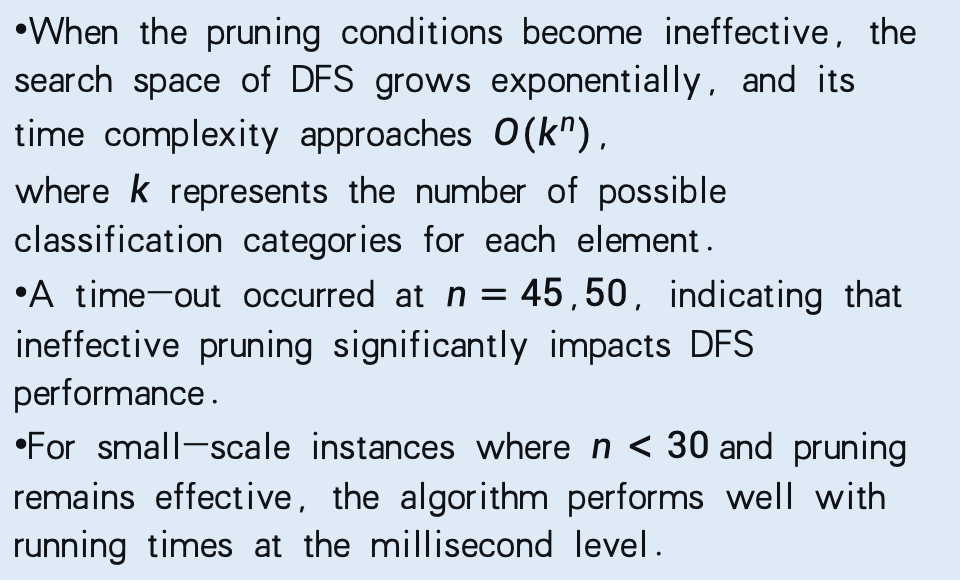 •When the pruning conditions become ineffective, the
search space of DFS grows exponentially, and its
time complexity approaches O(kⁿ),
where k represents the number of possible
classification categories for each element.
•A time—out occurred at n = 45,50, indicating that
ineffective pruning significantly impacts DFS
performance.
•For small—scale instances where n < 30 and pruning
remains effective, the algorithm performs well with
running times at the millisecond level.